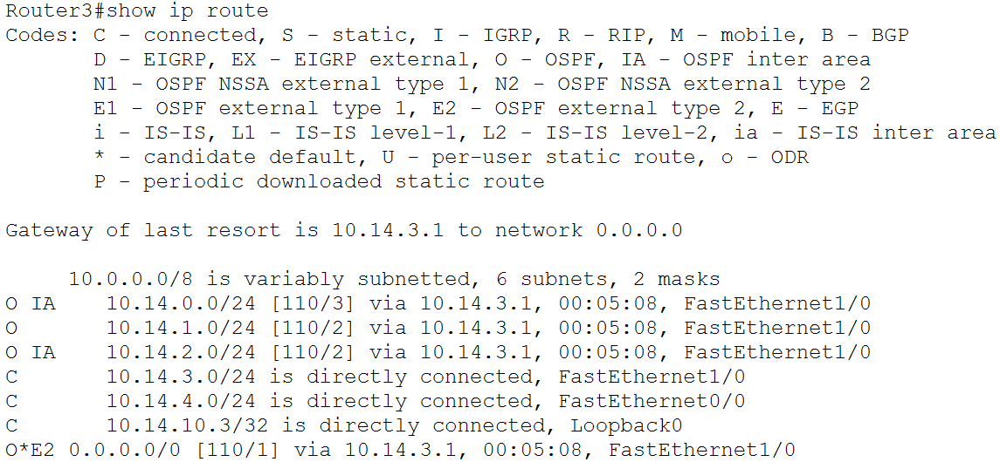 Router3#show ip route
Codes: C - connected, S - static, I - IGRP, R - RIP, M - mobile, B - BGP
       D - EIGRP, EX - EIGRP external, O - OSPF, IA - OSPF inter area
       N1 - OSPF NSSA external type 1, N2 - OSPF NSSA external type 2
       E1 - OSPF external type 1, E2 - OSPF external type 2, E - EGP
       i - IS-IS, L1 - IS-IS level-1, L2 - IS-IS level-2, ia - IS-IS inter area
       * - candidate default, U - per-user static route, o - ODR
       P - periodic downloaded static route

Gateway of last resort is 10.14.3.1 to network 0.0.0.0

     10.0.0.0/8 is variably subnetted, 6 subnets, 2 masks
O IA    10.14.0.0/24 [110/3] via 10.14.3.1, 00:05:08, FastEthernet1/0
O       10.14.1.0/24 [110/2] via 10.14.3.1, 00:05:08, FastEthernet1/0
O IA    10.14.2.0/24 [110/2] via 10.14.3.1, 00:05:08, FastEthernet1/0
C       10.14.3.0/24 is directly connected, FastEthernet1/0
C       10.14.4.0/24 is directly connected, FastEthernet0/0
C       10.14.10.3/32 is directly connected, Loopback0
O*E2 0.0.0.0/0 [110/1] via 10.14.3.1, 00:05:08, FastEthernet1/0